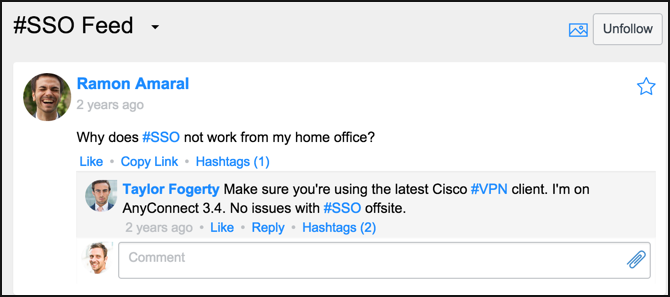 #SSO Feed
Unfollow
Ramon Amaral
2 years ago
Why does #SSO not work from my home office?
Like • Copy Link • Hashtags (1)
Taylor Fogerty Make sure you're using the latest Cisco #VPN client. I'm on
AnyConnect 3.4. No issues with #SSO offsite.
2 years ago • Like • Reply • Hashtags (2)
Comment